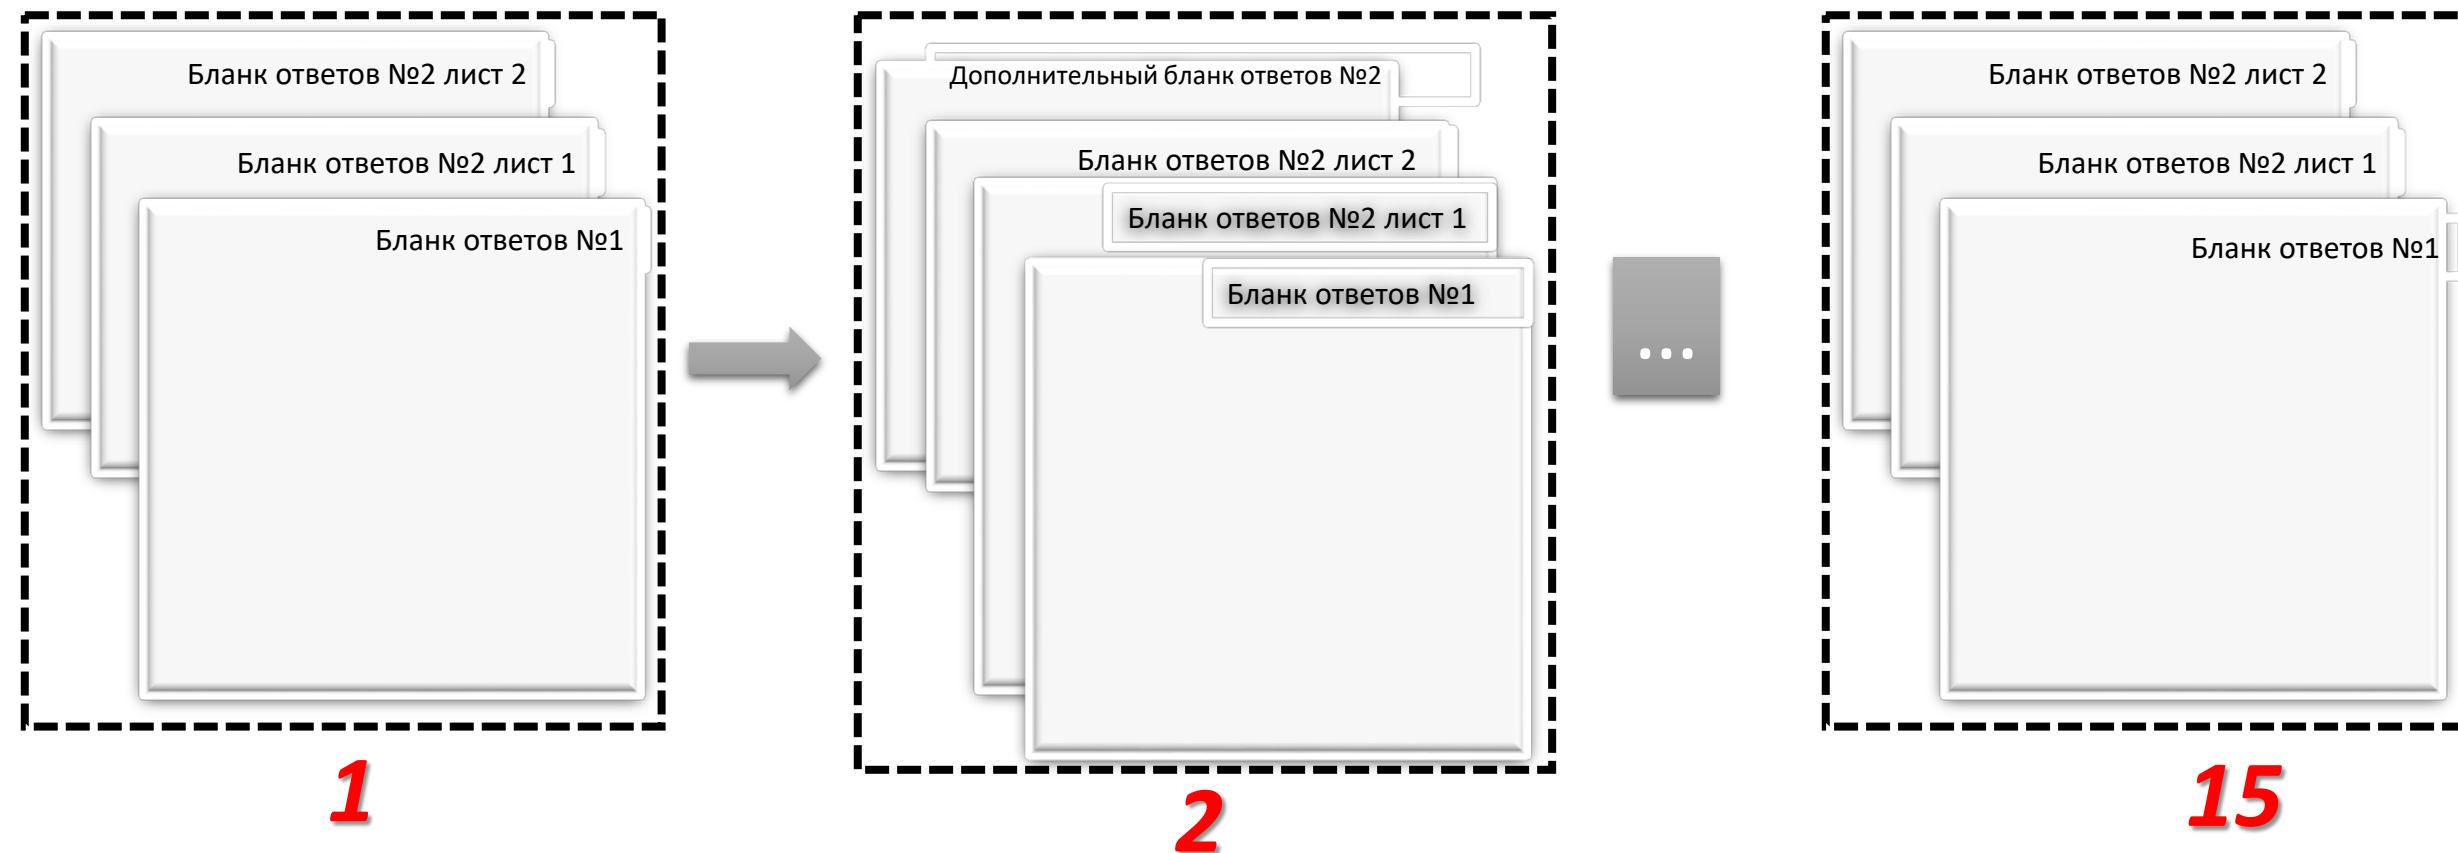 Бланк ответов №2 лист 2
Бланк ответов №2 лист 1
Бланк ответов №1
1
Дополнительный бланк ответов №2
Бланк ответов №2 лист 2
Бланк ответов №2 лист 1
Бланк ответов №1
2
...
Бланк ответов №2 лист 2
Бланк ответов №2 лист 1
Бланк ответов №1
15